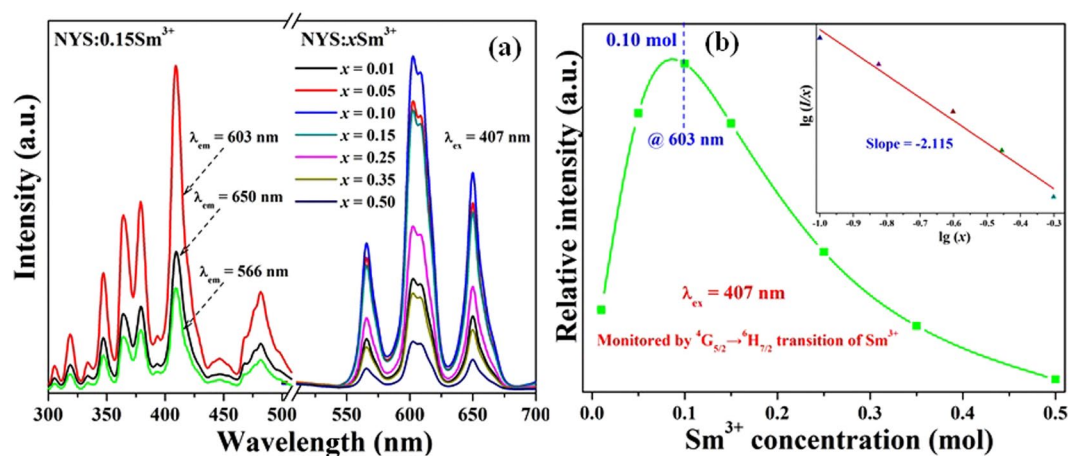 NYS:0.15Sm³⁺
NYS:xSm³⁺
(a)
x = 0.01
x = 0.05
x = 0.10
x = 0.15
x = 0.25
x = 0.35
x = 0.50
λex = 407 nm
λem = 603 nm
λem = 650 nm
λem = 566 nm
Intensity (a.u.)
300 350 400 450 500 550 600 650 700
Wavelength (nm)
(b)
0.10 mol
@ 603 nm
lg (I/x)
Slope = -2.115
-1.0 -0.9 -0.8 -0.7 -0.6 -0.5 -0.4 -0.3
lg (x)
λex = 407 nm
Monitored by ⁴G5/2→⁶H7/2 transition of Sm³⁺
Relative intensity (a.u.)
0.0 0.1 0.2 0.3 0.4 0.5
Sm³⁺ concentration (mol)